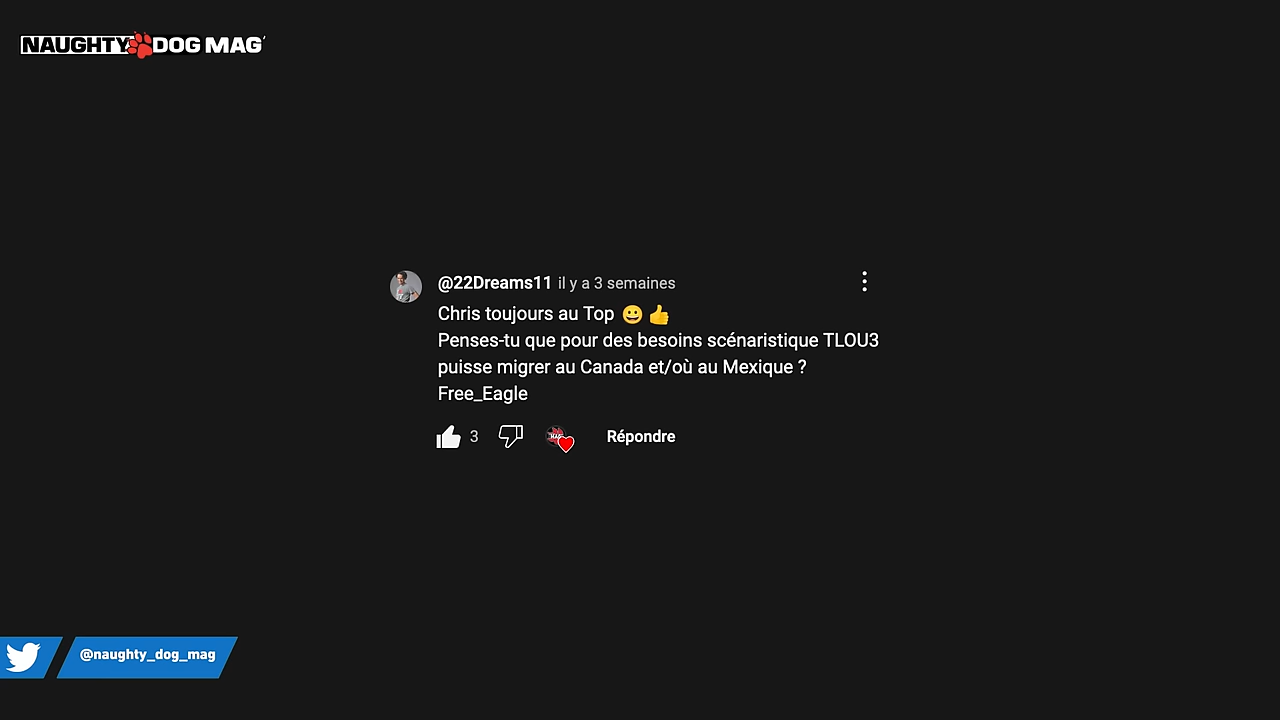 NAUGHTY DOG MAG'
@22Dreams11 il y a 3 semaines
Chris toujours au Top 😀 👍
Penses-tu que pour des besoins scénaristique TLOU3
puisse migrer au Canada et/où au Mexique ?
Free_Eagle
3 Répondre
@naughty_dog_mag